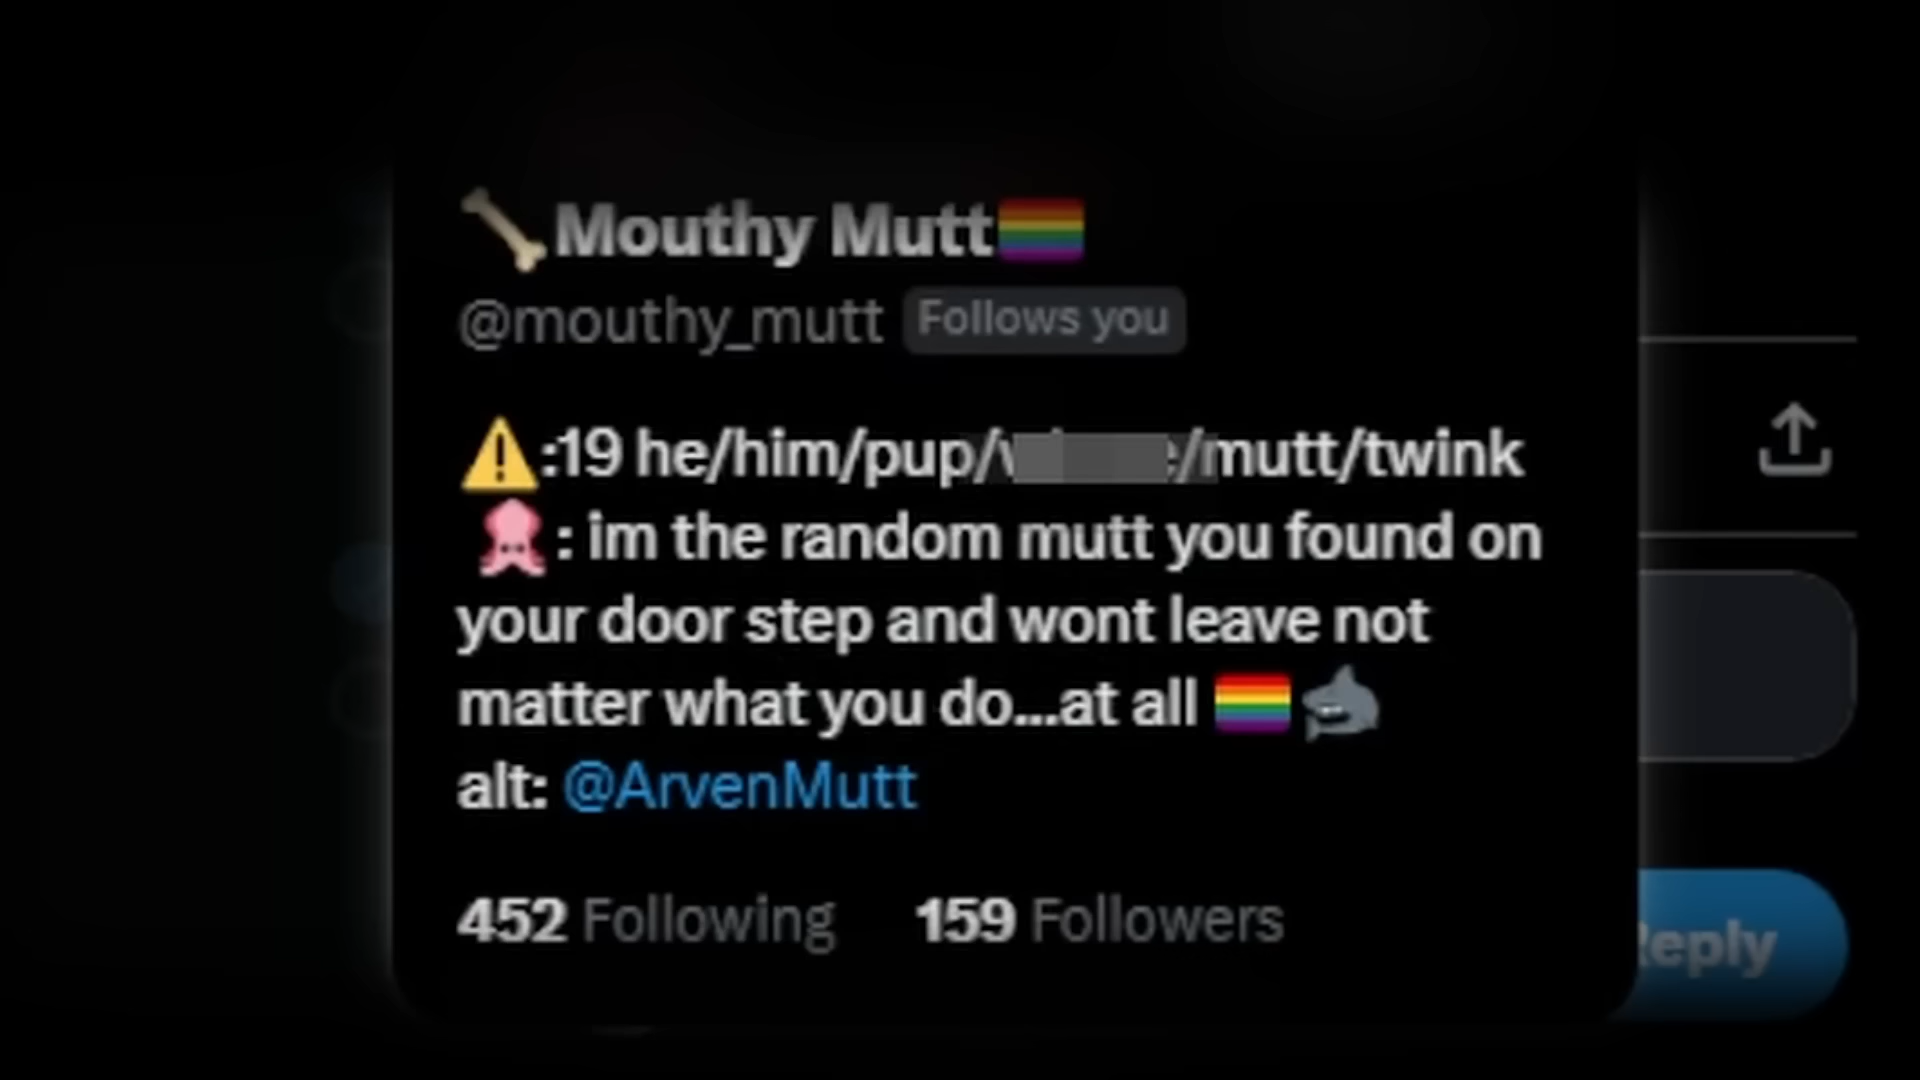 🦴Mouthy Mutt🏳️‍🌈
@mouthy_mutt Follows you
⚠️:19 he/him/pup/ /mutt/twink
🦑: im the random mutt you found on
your door step and wont leave not
matter what you do...at all 🏳️‍🌈🦈
alt: @ArvenMutt
452 Following 159 Followers
Reply